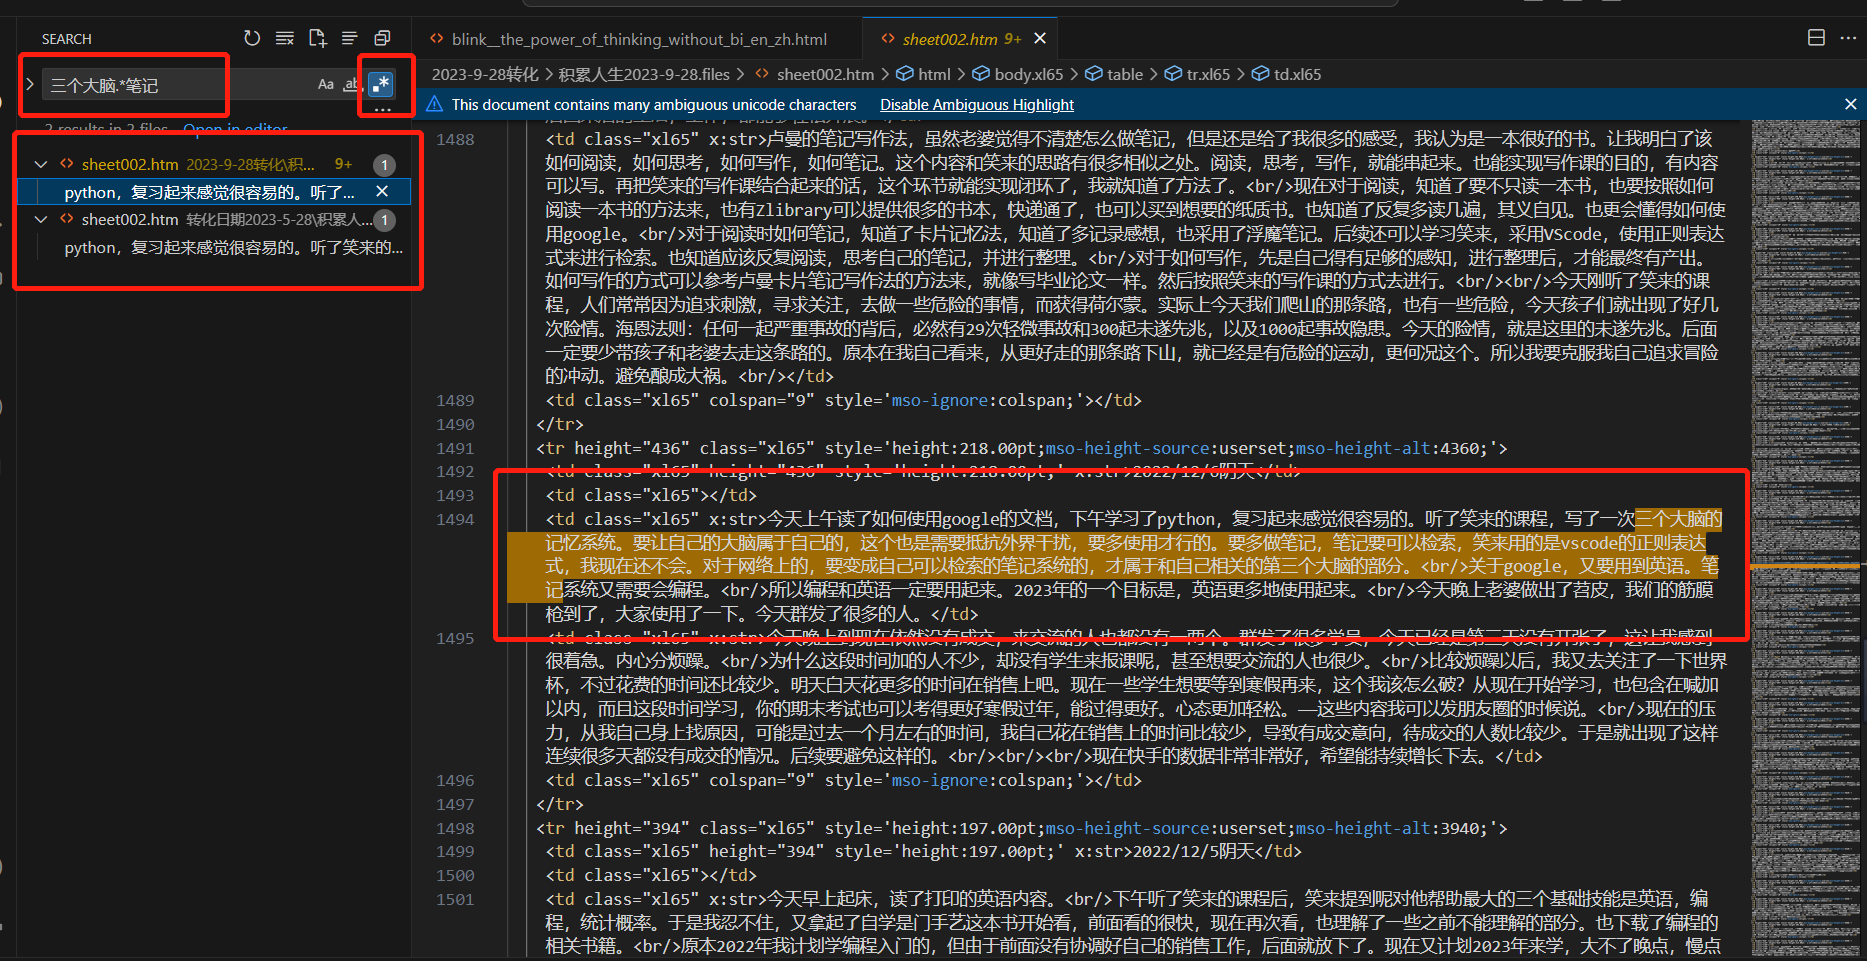 SEARCH
三个大脑.*笔记
Aa
ab
.*
2 results in 2 files - Open in editor
sheet002.htm 2023-9-28转化\积... 9+ 1
python，复习起来感觉很容易的。听了...
sheet002.htm 转化日期2023-5-28\积累人... 1
python，复习起来感觉很容易的。听了笑来的...
<> blink__the_power_of_thinking_without_bi_en_zh.html
<> sheet002.htm 9+
2023-9-28转化 > 积累人生2023-9-28.files > <> sheet002.htm > html > body.xl65 > table > tr.xl65 > td.xl65
This document contains many ambiguous unicode characters Disable Ambiguous Highlight
1488 <td class="xl65" x:str>卢曼的笔记写作法，虽然老婆觉得不清楚怎么做笔记，但是还是给了我很多的感受，我认为是一本很好的书。让我明白了该
如何阅读，如何思考，如何写作，如何笔记。这个内容和笑来的思路有很多相似之处。阅读，思考，写作，就能串起来。也能实现写作课的目的，有内容
可以写。再把笑来的写作课结合起来的话，这个环节就能实现闭环了，我就知道了方法了。<br/>现在对于阅读，知道了要不只读一本书，也要按照如何
阅读一本书的方法来，也有Zlibrary可以提供很多的书本，快递通了，也可以买到想要的纸质书。也知道了反复多读几遍，其义自见。也更会懂得如何使
用google。<br/>对于阅读时如何笔记，知道了卡片记忆法，知道了多记录感想，也采用了浮魔笔记。后续还可以学习笑来，采用VScode，使用正则表达
式来进行检索。也知道应该反复阅读，思考自己的笔记，并进行整理。<br/>对于如何写作，先是自己得有足够的感知，进行整理后，才能最终有产出。
如何写作的方式可以参考卢曼卡片笔记写作法的方法来，就像写毕业论文一样。然后按照笑来的写作课的方式去进行。<br/><br/>今天刚听了笑来的课
程，人们常常因为追求刺激，寻求关注，去做一些危险的事情，而获得荷尔蒙。实际上今天我们爬山的那条路，也有一些危险，今天孩子们就出现了好几
次险情。海恩法则：任何一起严重事故的背后，必然有29次轻微事故和300起未遂先兆，以及1000起事故隐患。今天的险情，就是这里的未遂先兆。后面
一定要少带孩子和老婆去走这条路的。原本在我自己看来，从更好走的那条路下山，就已经是有危险的运动，更何况这个。所以我要克服我自己追求冒险
的冲动。避免酿成大祸。<br/></td>
1489 <td class="xl65" colspan="9" style='mso-ignore:colspan;'></td>
1490 </tr>
1491 <tr height="436" class="xl65" style='height:218.00pt;mso-height-source:userset;mso-height-alt:4360;'>
1492 <td class="xl65" height="436" style='height:218.00pt;' x:str>2022/12/6阴天</td>
1493 <td class="xl65"></td>
1494 <td class="xl65" x:str>今天上午读了如何使用google的文档，下午学习了python，复习起来感觉很容易的。听了笑来的课程，写了一次三个大脑的
记忆系统。要让自己的大脑属于自己的，这个也是需要抵抗外界干扰，要多使用才行的。要多做笔记，笔记要可以检索，笑来用的是vscode的正则表达
式，我现在还不会。对于网络上的，要变成自己可以检索的笔记系统的，才属于和自己相关的第三个大脑的部分。<br/>关于google，又要用到英语。笔
记系统又需要会编程。<br/>所以编程和英语一定要用起来。2023年的一个目标是，英语更多地使用起来。<br/>今天晚上老婆做出了苕皮，我们的筋膜
枪到了，大家使用了一下。今天群发了很多的人。</td>
1495 <td class="xl65" x:str>今天晚上到现在依然没有成交，来交流的人也都没有一两个。群发了很多学员，今天已经是第三天没有开张了，这让我感到
很着急。内心分烦躁。<br/>为什么这段时间加的人不少，却没有学生来报课呢，甚至想要交流的人也很少。<br/>比较烦躁以后，我又去关注了一下世界
杯，不过花费的时间还比较少。明天白天花更多的时间在销售上吧。现在一些学生想要等到寒假再来，这个我该怎么破？从现在开始学习，也包含在喊加
以内，而且这段时间学习，你的期末考试也可以考得更好寒假过年，能过得更好。心态更加轻松。——这些内容我可以发朋友圈的时候说。<br/>现在的压
力，从我自己身上找原因，可能是过去一个月左右的时间，我自己花在销售上的时间比较少，导致有成交意向，待成交的人数比较少。于是就出现了这样
连续很多天都没有成交的情况。后续要避免这样的。<br/><br/><br/>现在快手的数据非常非常好，希望能持续增长下去。</td>
1496 <td class="xl65" colspan="9" style='mso-ignore:colspan;'></td>
1497 </tr>
1498 <tr height="394" class="xl65" style='height:197.00pt;mso-height-source:userset;mso-height-alt:3940;'>
1499 <td class="xl65" height="394" style='height:197.00pt;' x:str>2022/12/5阴天</td>
1500 <td class="xl65"></td>
1501 <td class="xl65" x:str>今天早上起床，读了打印的英语内容。<br/>下午听了笑来的课程后，笑来提到呢对他帮助最大的三个基础技能是英语，编
程，统计概率。于是我忍不住，又拿起了自学是门手艺这本书开始看，前面看的很快，现在再次看，也理解了一些之前不能理解的部分。也下载了编程的
相关书籍。<br/>原本2022年我计划学编程入门的，但由于前面没有协调好自己的销售工作，后面就放下了。现在又计划2023年来学，大不了晚点，慢点